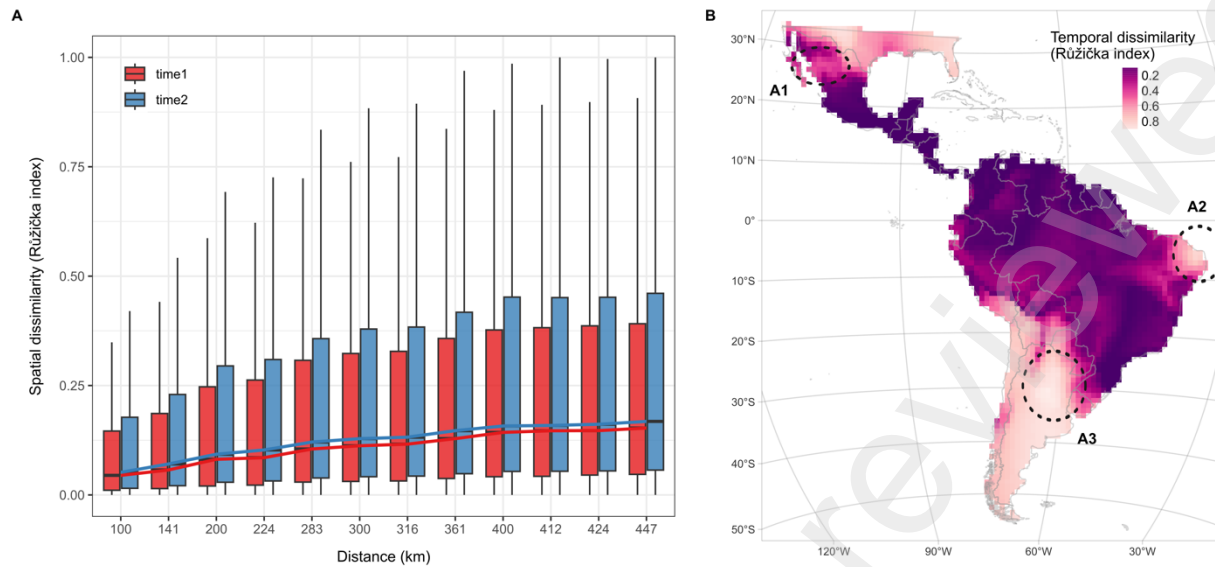 A
Spatial dissimilarity (Růžička index)
1.00
0.75
0.50
0.25
0.00
time1
time2
100 141 200 224 283 300 316 361 400 412 424 447
Distance (km)
B
30°N
20°N
10°N
0°
10°S
20°S
30°S
40°S
50°S
120°W 90°W 60°W 30°W
Temporal dissimilarity
(Růžička index)
0.2
0.4
0.6
0.8
A1
A2
A3
review